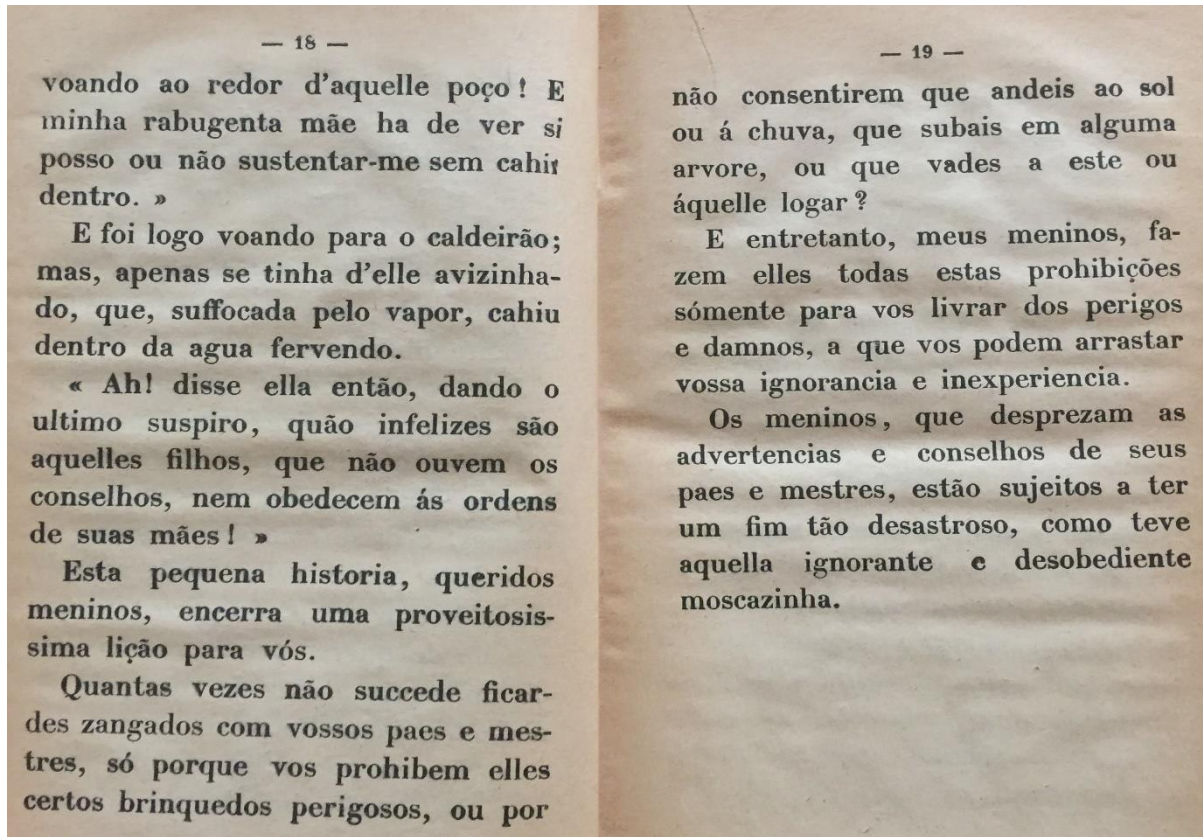 — 18 —
voando ao redor d'aquelle poço ! E
minha rabugenta mãe ha de ver si
posso ou não sustentar-me sem cahir
dentro. »
E foi logo voando para o caldeirão;
mas, apenas se tinha d'elle avizinha-
do, que, suffocada pelo vapor, cahiu
dentro da agua fervendo.
« Ah! disse ella então, dando o
ultimo suspiro, quão infelizes são
aquelles filhos, que não ouvem os
conselhos, nem obedecem ás ordens
de suas mães ! »
Esta pequena historia, queridos
meninos, encerra uma proveitosis-
sima lição para vós.
Quantas vezes não succede ficar-
des zangados com vossos paes e mes-
tres, só porque vos prohibem elles
certos brinquedos perigosos, ou por
— 19 —
não consentirem que andeis ao sol
ou á chuva, que subais em alguma
arvore, ou que vades a este ou
áquelle logar ?
E entretanto, meus meninos, fa-
zem elles todas estas prohibições
sómente para vos livrar dos perigos
e damnos, a que vos podem arrastar
vossa ignorancia e inexperiencia.
Os meninos, que desprezam as
advertencias e conselhos de seus
paes e mestres, estão sujeitos a ter
um fim tão desastroso, como teve
aquella ignorante e desobediente
moscazinha.